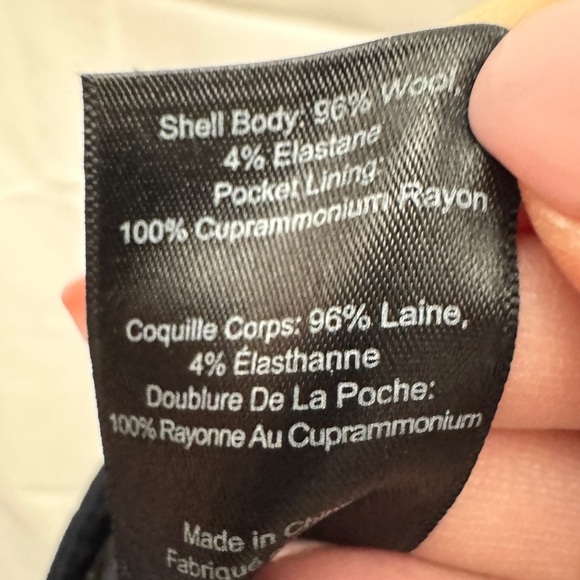 Shell Body: 96% Wool,
4% Elastane
Pocket Lining:
100% Cuprammonium Rayon
Coquille Corps: 96% Laine,
4% Élasthanne
Doublure De La Poche:
100% Rayonne Au Cuprammonium
Made in
Fabriqué